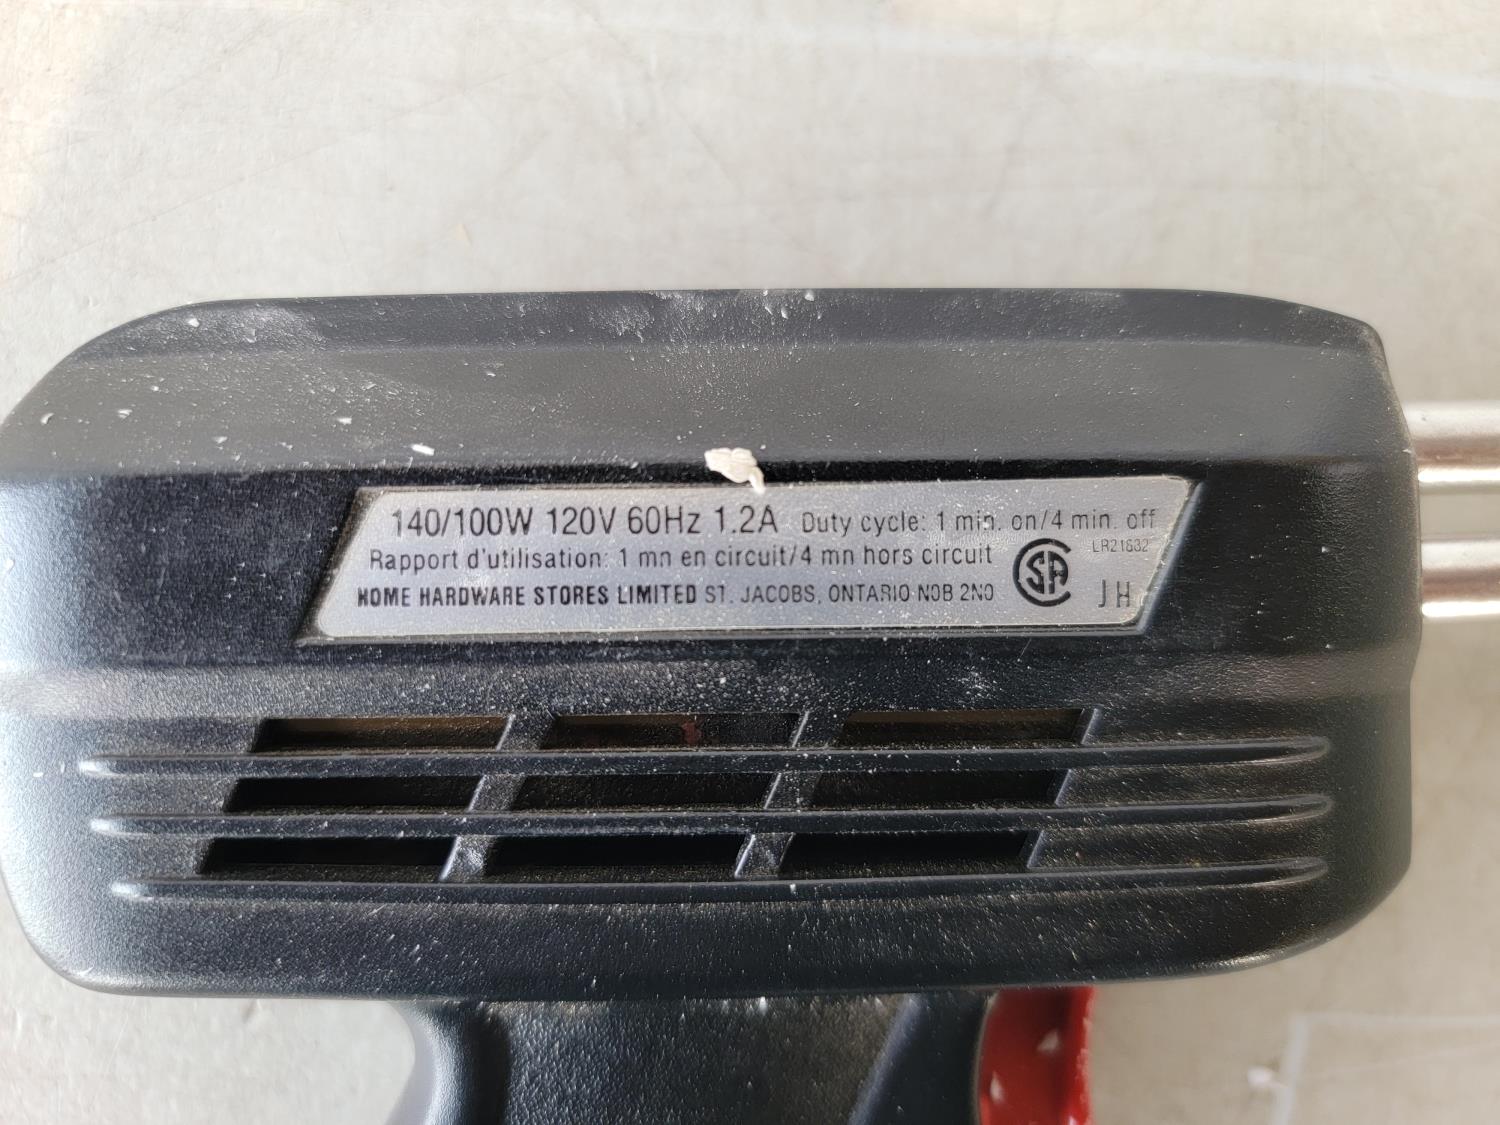 140/100W 120V 60Hz 1.2A Duty cycle: 1 min. on/4 min. off
Rapport d'utilisation: 1 mn en circuit/4 mn hors circuit
LR21632
HOME HARDWARE STORES LIMITED ST. JACOBS, ONTARIO N0B 2N0
SA
JH